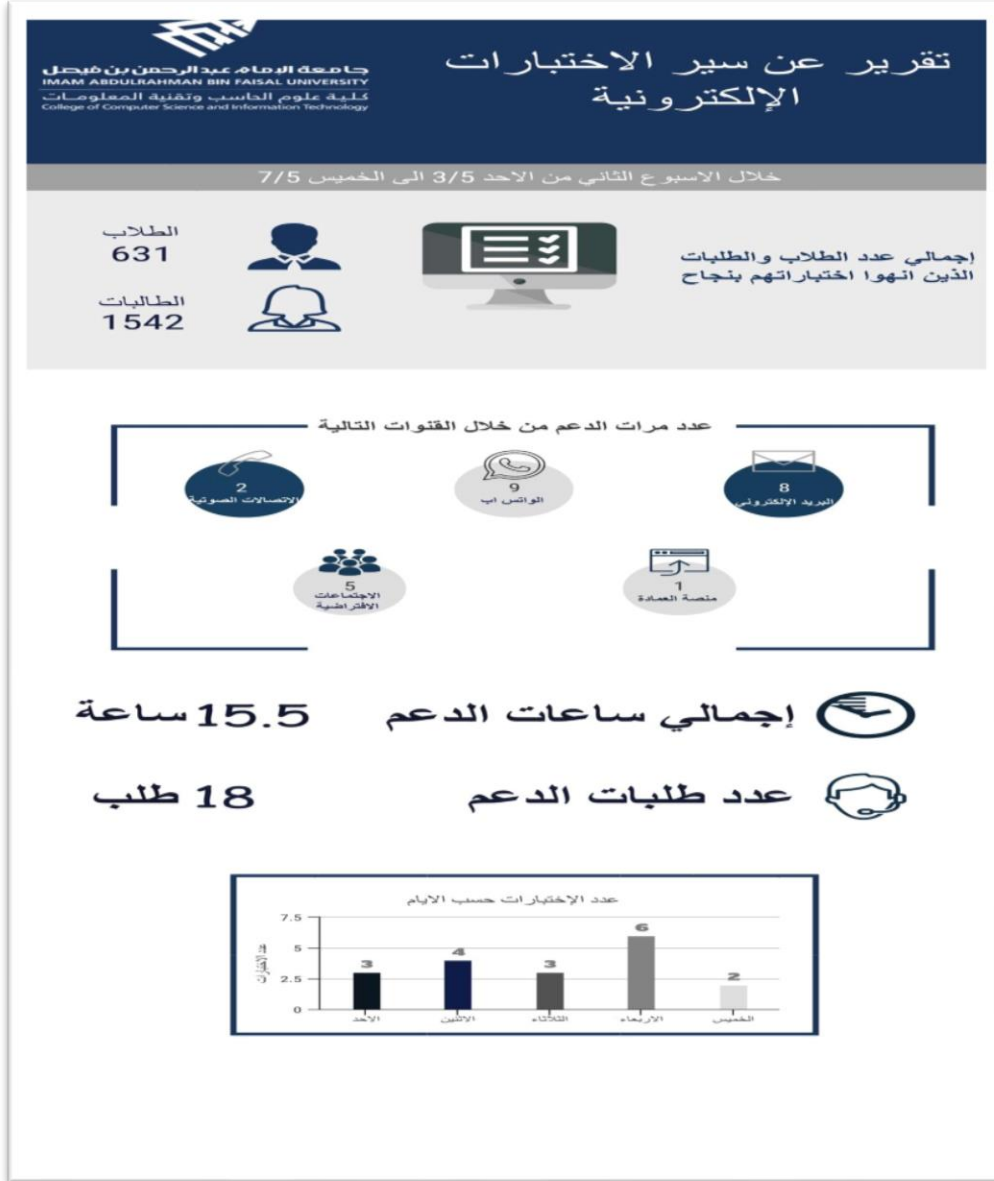 جامعة الإمام عبدالرحمن بن فيصل
IMAM ABDULRAHMAN BIN FAISAL UNIVERSITY
كلية علوم الحاسب وتقنية المعلومات
College of Computer Science and Information Technology
تقرير عن سير الاختبارات
الإلكترونية
خلال الاسبوع الثاني من الاحد 3/5 الى الخميس 7/5
إجمالي عدد الطلاب والطلبات
الذين انهوا اختباراتهم بنجاح
الطلاب
631
الطالبات
1542
عدد مرات الدعم من خلال القنوات التالية
8
البريد الإلكتروني
9
الواتس اب
2
الاتصالات الصوتية
1
منصة العمادة
5
الاجتماعات
الافتراضية
إجمالي ساعات الدعم 15.5 ساعة
عدد طلبات الدعم 18 طلب
عدد الإختبارات حسب الايام
عدد الاختبارات
7.5
5
2.5
0
3
4
3
6
2
الاحد
الاثنين
الثلاثاء
الاربعاء
الخميس